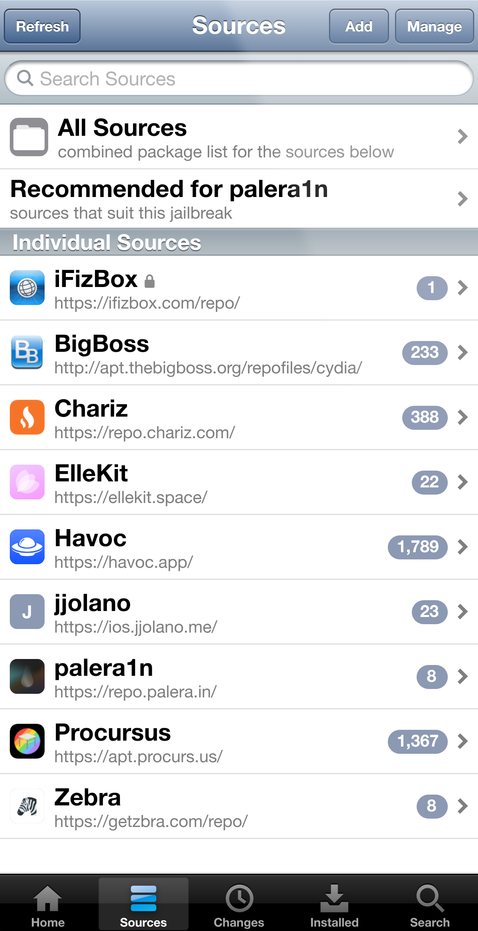 Refresh
Sources
Add
Manage
Search Sources
All Sources
combined package list for the sources below
Recommended for palera1n
sources that suit this jailbreak
Individual Sources
iFizBox
1
https://ifizbox.com/repo/
BB
BigBoss
233
http://apt.thebigboss.org/repofiles/cydia/
Chariz
388
https://repo.chariz.com/
ElleKit
22
https://ellekit.space/
Havoc
1,789
https://havoc.app/
J
jjolano
23
https://ios.jjolano.me/
palera1n
8
https://repo.palera.in/
Procursus
1,367
https://apt.procurs.us/
Zebra
8
https://getzbra.com/repo/
Home
Sources
Changes
Installed
Search